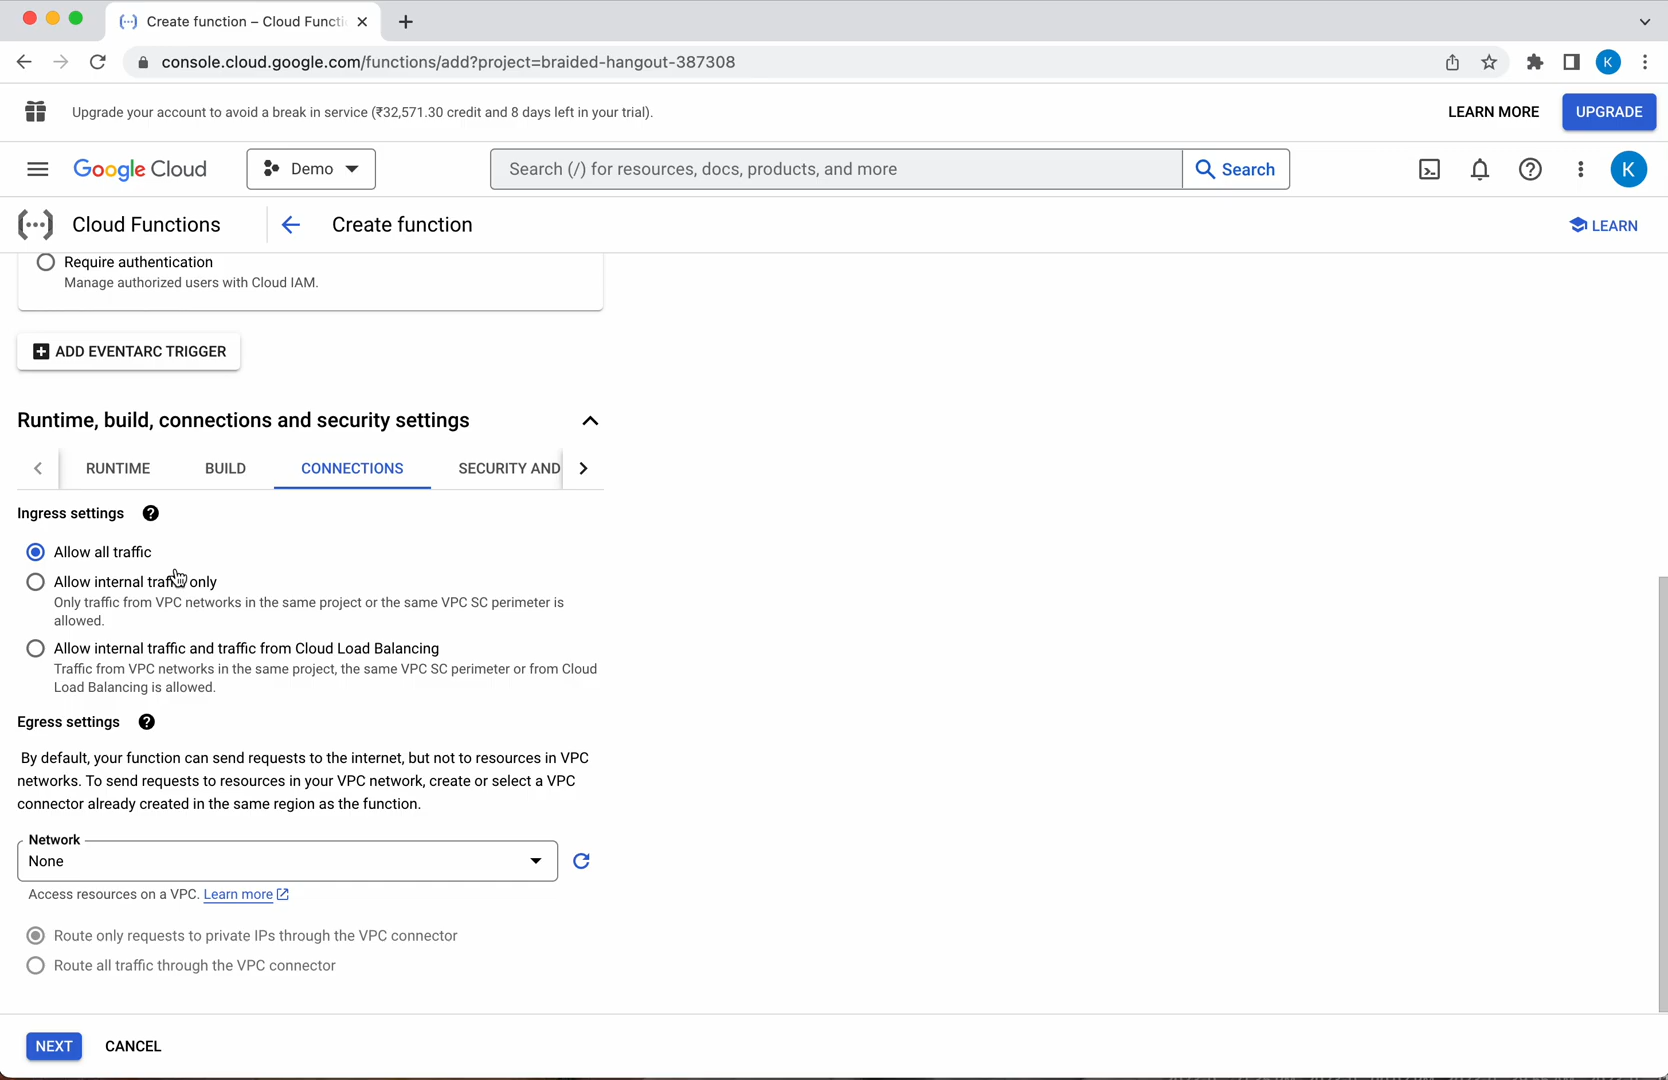 Create function – Cloud Functi
console.cloud.google.com/functions/add?project=braided-hangout-387308
K
Upgrade your account to avoid a break in service (₹32,571.30 credit and 8 days left in your trial).
LEARN MORE
UPGRADE
Google Cloud
Demo
Search (/) for resources, docs, products, and more
Search
K
Cloud Functions
Create function
LEARN
Require authentication
Manage authorized users with Cloud IAM.
ADD EVENTARC TRIGGER
Runtime, build, connections and security settings
RUNTIME
BUILD
CONNECTIONS
SECURITY AND
Ingress settings
Allow all traffic
Allow internal traffic only
Only traffic from VPC networks in the same project or the same VPC SC perimeter is
allowed.
Allow internal traffic and traffic from Cloud Load Balancing
Traffic from VPC networks in the same project, the same VPC SC perimeter or from Cloud
Load Balancing is allowed.
Egress settings
By default, your function can send requests to the internet, but not to resources in VPC
networks. To send requests to resources in your VPC network, create or select a VPC
connector already created in the same region as the function.
Network
None
Access resources on a VPC. Learn more
Route only requests to private IPs through the VPC connector
Route all traffic through the VPC connector
NEXT
CANCEL